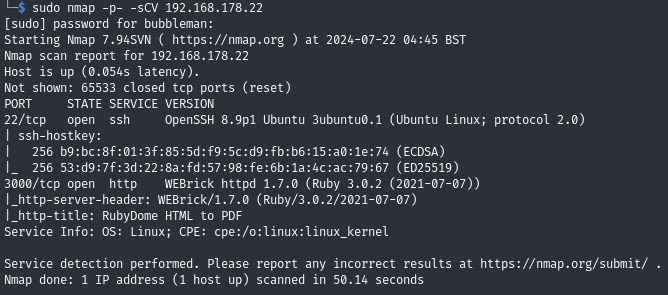 └─$ sudo nmap -p- -sCV 192.168.178.22
[sudo] password for bubbleman:
Starting Nmap 7.94SVN ( https://nmap.org ) at 2024-07-22 04:45 BST
Nmap scan report for 192.168.178.22
Host is up (0.054s latency).
Not shown: 65533 closed tcp ports (reset)
PORT     STATE SERVICE VERSION
22/tcp   open  ssh     OpenSSH 8.9p1 Ubuntu 3ubuntu0.1 (Ubuntu Linux; protocol 2.0)
| ssh-hostkey:
|   256 b9:bc:8f:01:3f:85:5d:f9:5c:d9:fb:b6:15:a0:1e:74 (ECDSA)
|_  256 53:d9:7f:3d:22:8a:fd:57:98:fe:6b:1a:4c:ac:79:67 (ED25519)
3000/tcp open  http    WEBrick httpd 1.7.0 (Ruby 3.0.2 (2021-07-07))
|_http-server-header: WEBrick/1.7.0 (Ruby/3.0.2/2021-07-07)
|_http-title: RubyDome HTML to PDF
Service Info: OS: Linux; CPE: cpe:/o:linux:linux_kernel

Service detection performed. Please report any incorrect results at https://nmap.org/submit/ .
Nmap done: 1 IP address (1 host up) scanned in 50.14 seconds